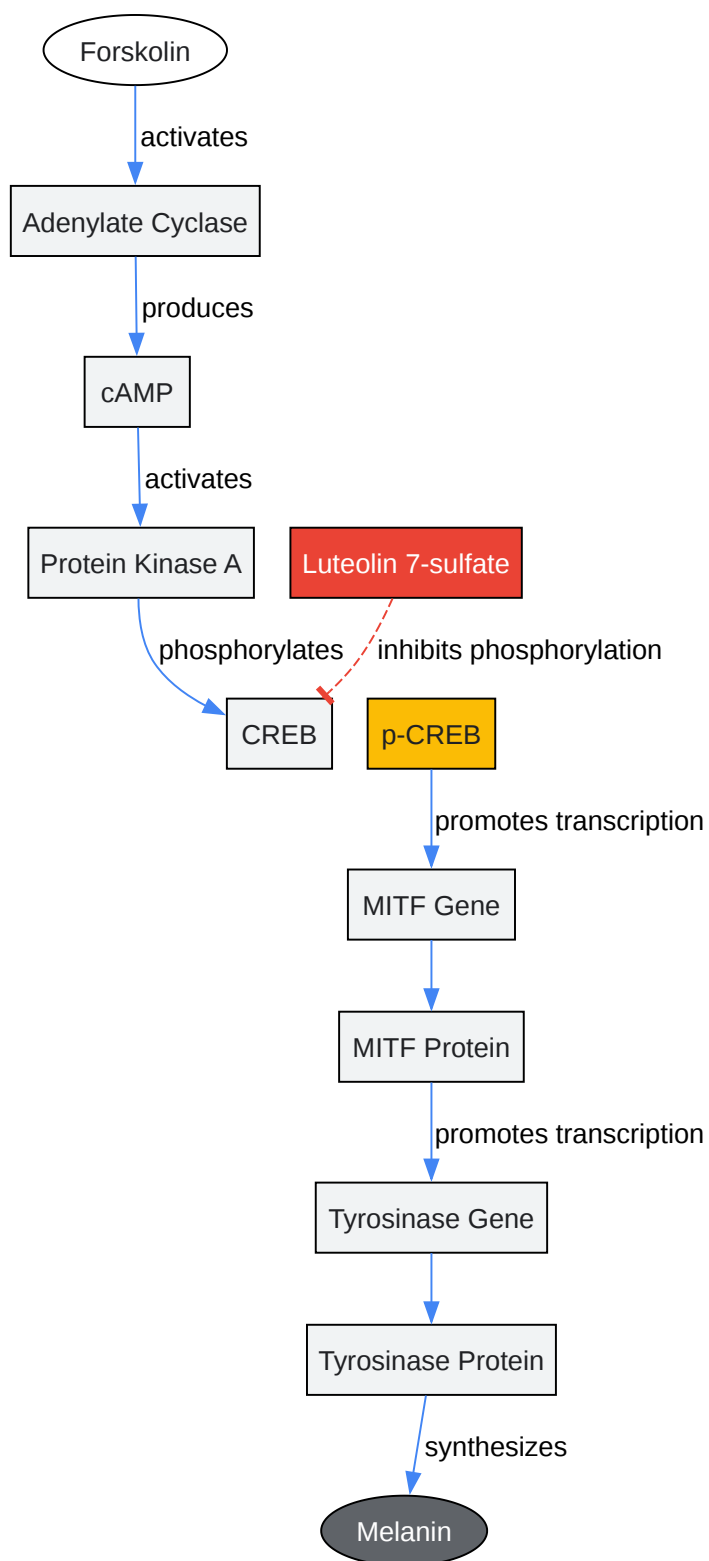 Forskolin
activates
Adenylate Cyclase
produces
cAMP
activates
Protein Kinase A
Luteolin 7-sulfate
phosphorylates
inhibits phosphorylation
CREB
p-CREB
promotes transcription
MITF Gene
MITF Protein
promotes transcription
Tyrosinase Gene
Tyrosinase Protein
synthesizes
Melanin